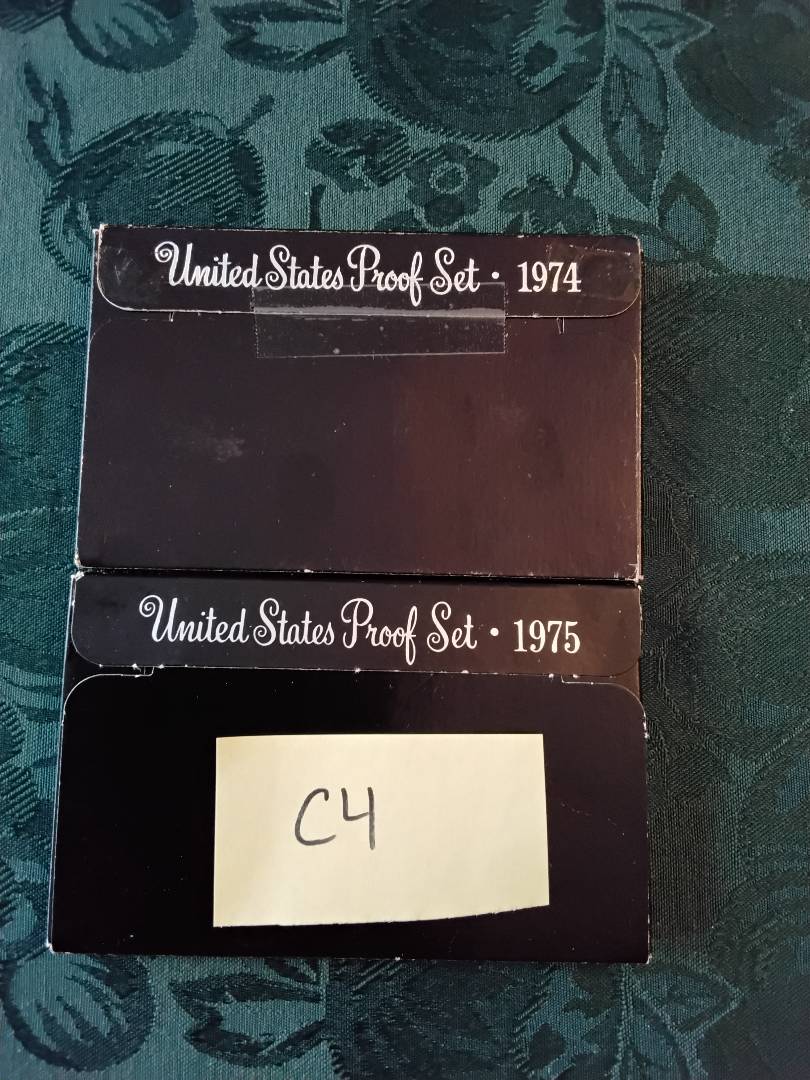 United States Proof Set • 1974
United States Proof Set • 1975
C4